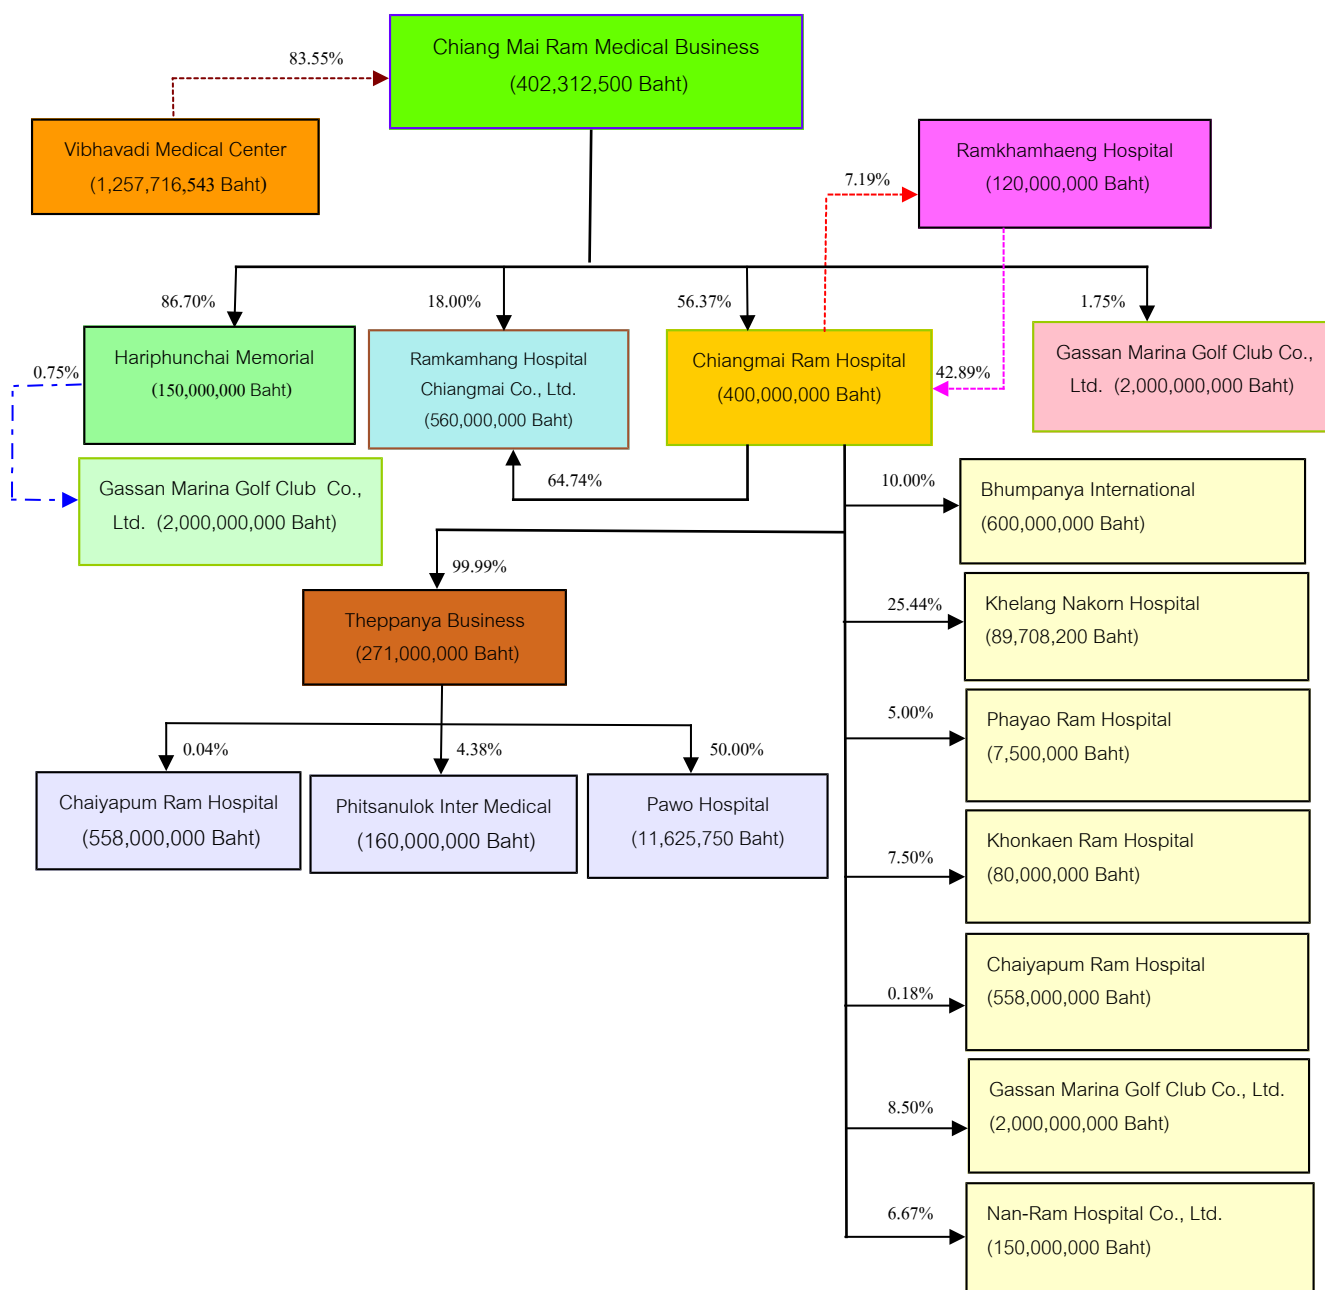 Chiang Mai Ram Medical Business
(402,312,500 Baht)
83.55%
Vibhavadi Medical Center
(1,257,716,543 Baht)
Ramkhamhaeng Hospital
(120,000,000 Baht)
7.19%
86.70%
18.00%
56.37%
1.75%
Hariphunchai Memorial
(150,000,000 Baht)
0.75%
Ramkamhang Hospital
Chiangmai Co., Ltd.
(560,000,000 Baht)
Chiangmai Ram Hospital
(400,000,000 Baht)
42.89%
Gassan Marina Golf Club Co.,
Ltd. (2,000,000,000 Baht)
Gassan Marina Golf Club Co.,
Ltd. (2,000,000,000 Baht)
64.74%
10.00%
Bhumpanya International
(600,000,000 Baht)
99.99%
Theppanya Business
(271,000,000 Baht)
25.44%
Khelang Nakorn Hospital
(89,708,200 Baht)
5.00%
Phayao Ram Hospital
(7,500,000 Baht)
0.04%
4.38%
50.00%
Chaiyapum Ram Hospital
(558,000,000 Baht)
Phitsanulok Inter Medical
(160,000,000 Baht)
Pawo Hospital
(11,625,750 Baht)
7.50%
Khonkaen Ram Hospital
(80,000,000 Baht)
0.18%
Chaiyapum Ram Hospital
(558,000,000 Baht)
8.50%
Gassan Marina Golf Club Co., Ltd.
(2,000,000,000 Baht)
6.67%
Nan-Ram Hospital Co., Ltd.
(150,000,000 Baht)